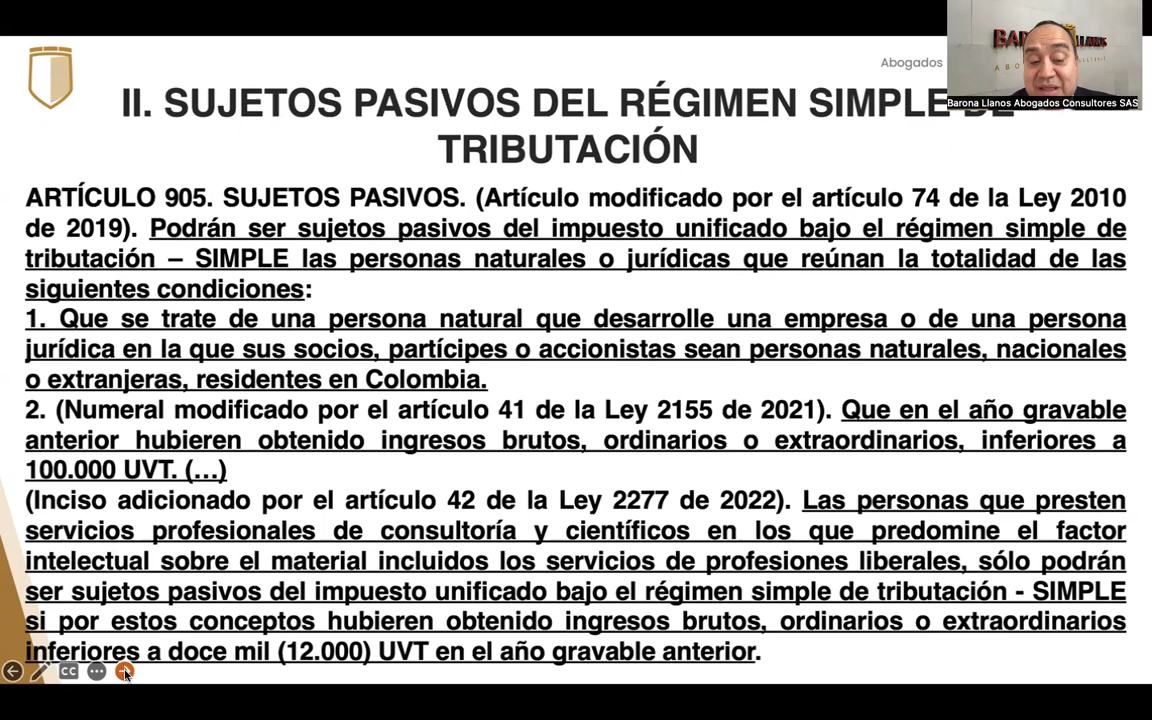 Abogados
BARONA LLANOS
Barona Llanos Abogados Consultores SAS
II. SUJETOS PASIVOS DEL RÉGIMEN SIMPLE DE
TRIBUTACIÓN
ARTÍCULO 905. SUJETOS PASIVOS. (Artículo modificado por el artículo 74 de la Ley 2010
de 2019). Podrán ser sujetos pasivos del impuesto unificado bajo el régimen simple de
tributación – SIMPLE las personas naturales o jurídicas que reúnan la totalidad de las
siguientes condiciones:
1. Que se trate de una persona natural que desarrolle una empresa o de una persona
jurídica en la que sus socios, partícipes o accionistas sean personas naturales, nacionales
o extranjeras, residentes en Colombia.
2. (Numeral modificado por el artículo 41 de la Ley 2155 de 2021). Que en el año gravable
anterior hubieren obtenido ingresos brutos, ordinarios o extraordinarios, inferiores a
100.000 UVT. (…)
(Inciso adicionado por el artículo 42 de la Ley 2277 de 2022). Las personas que presten
servicios profesionales de consultoría y científicos en los que predomine el factor
intelectual sobre el material incluidos los servicios de profesiones liberales, sólo podrán
ser sujetos pasivos del impuesto unificado bajo el régimen simple de tributación - SIMPLE
si por estos conceptos hubieren obtenido ingresos brutos, ordinarios o extraordinarios
inferiores a doce mil (12.000) UVT en el año gravable anterior.
CC